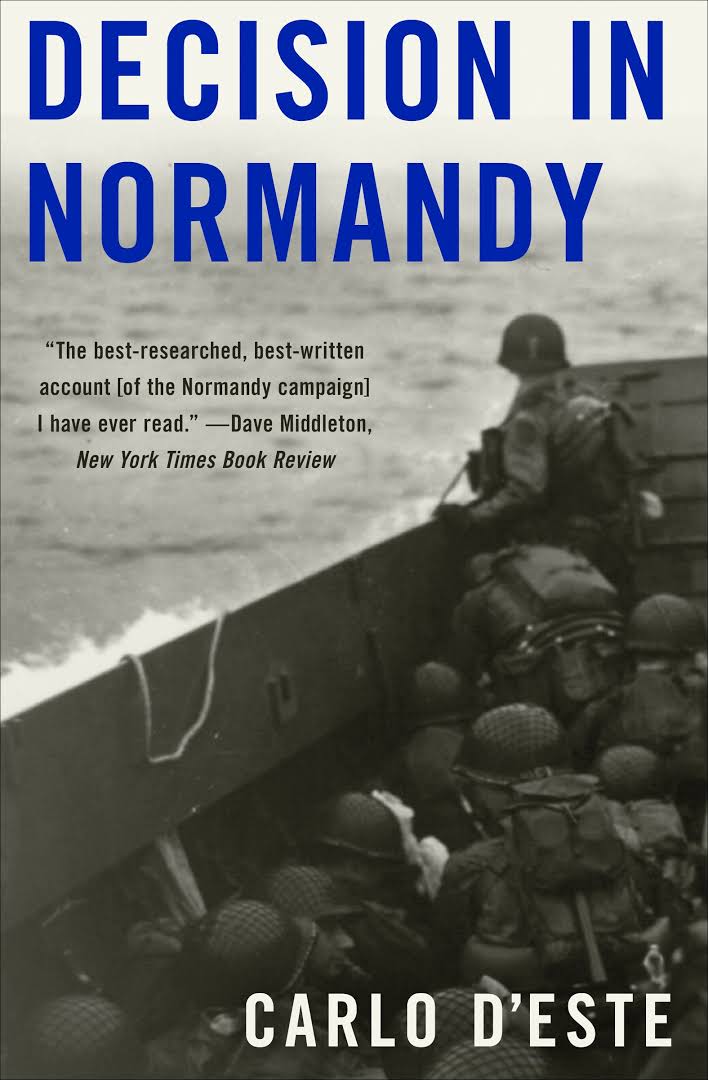 DECISION IN
NORMANDY
“The best-researched, best-written
account [of the Normandy campaign]
I have ever read.” —Dave Middleton,
New York Times Book Review
CARLO D’ESTE